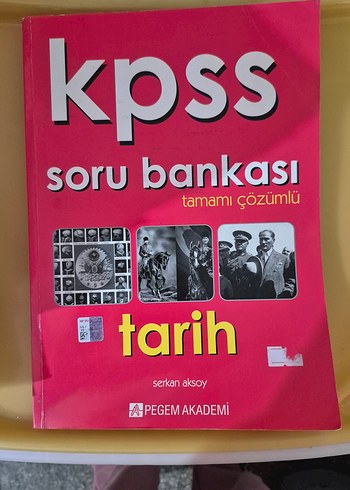 kpss
soru bankası
tamamı çözümlü
tarih
serkan aksoy
PEGEM AKADEMİ